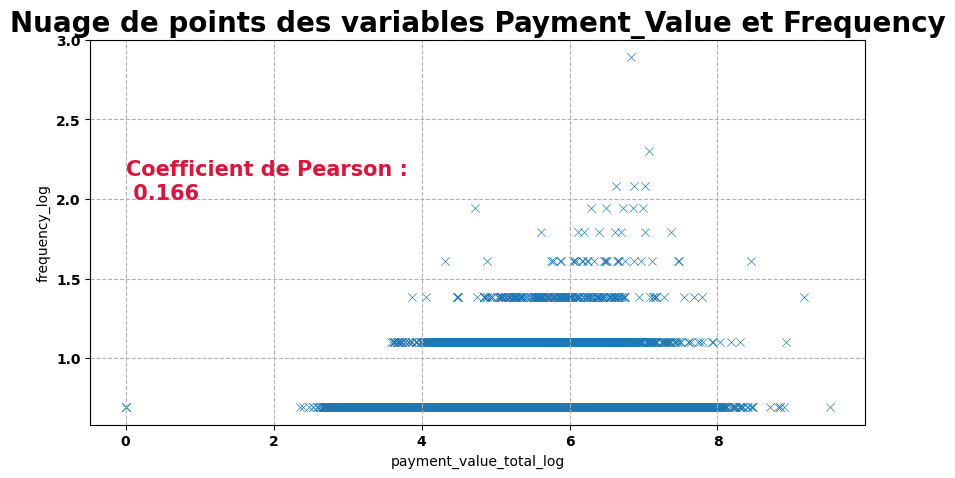 Nuage de points des variables Payment_Value et Frequency
3.0
2.5
2.0
1.5
1.0
frequency_log
Coefficient de Pearson :
0.166
0 2 4 6 8
payment_value_total_log